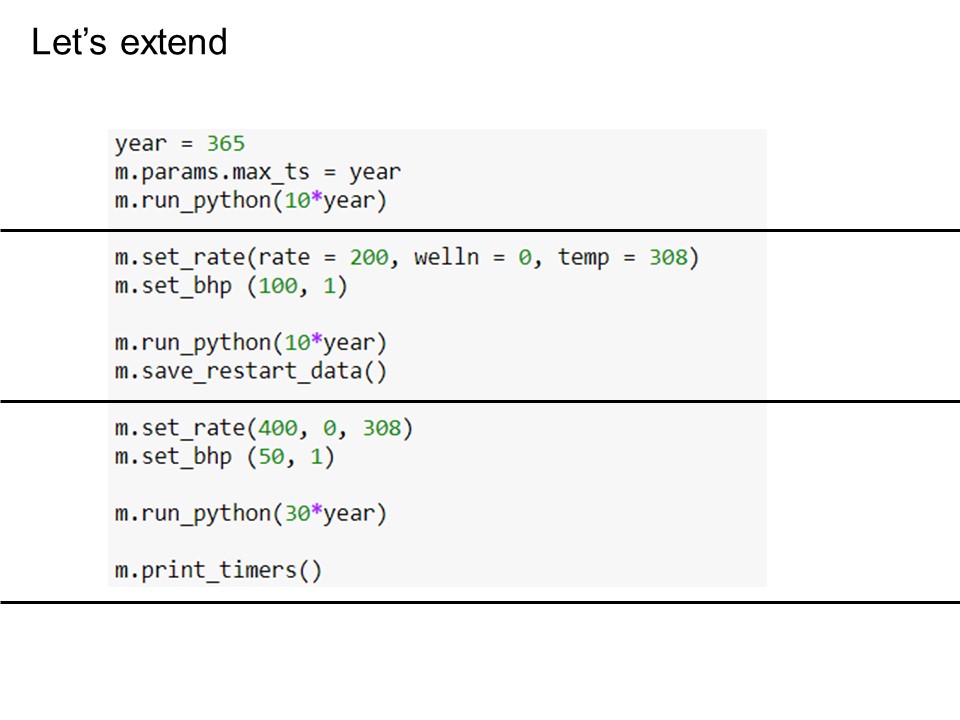 Let’s extend
year = 365
m.params.max_ts = year
m.run_python(10*year)
m.set_rate(rate = 200, welln = 0, temp = 308)
m.set_bhp (100, 1)
m.run_python(10*year)
m.save_restart_data()
m.set_rate(400, 0, 308)
m.set_bhp (50, 1)
m.run_python(30*year)
m.print_timers()